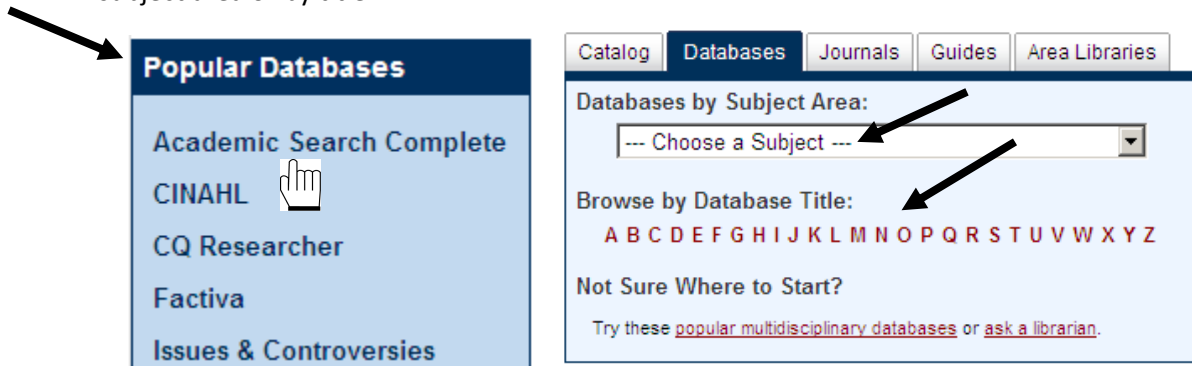 Popular Databases
Academic Search Complete
CINAHL
CQ Researcher
Factiva
Issues & Controversies
Catalog Databases Journals Guides Area Libraries
Databases by Subject Area:
--- Choose a Subject ---
Browse by Database Title:
A B C D E F G H I J K L M N O P Q R S T U V W X Y Z
Not Sure Where to Start?
Try these popular multidisciplinary databases or ask a librarian.